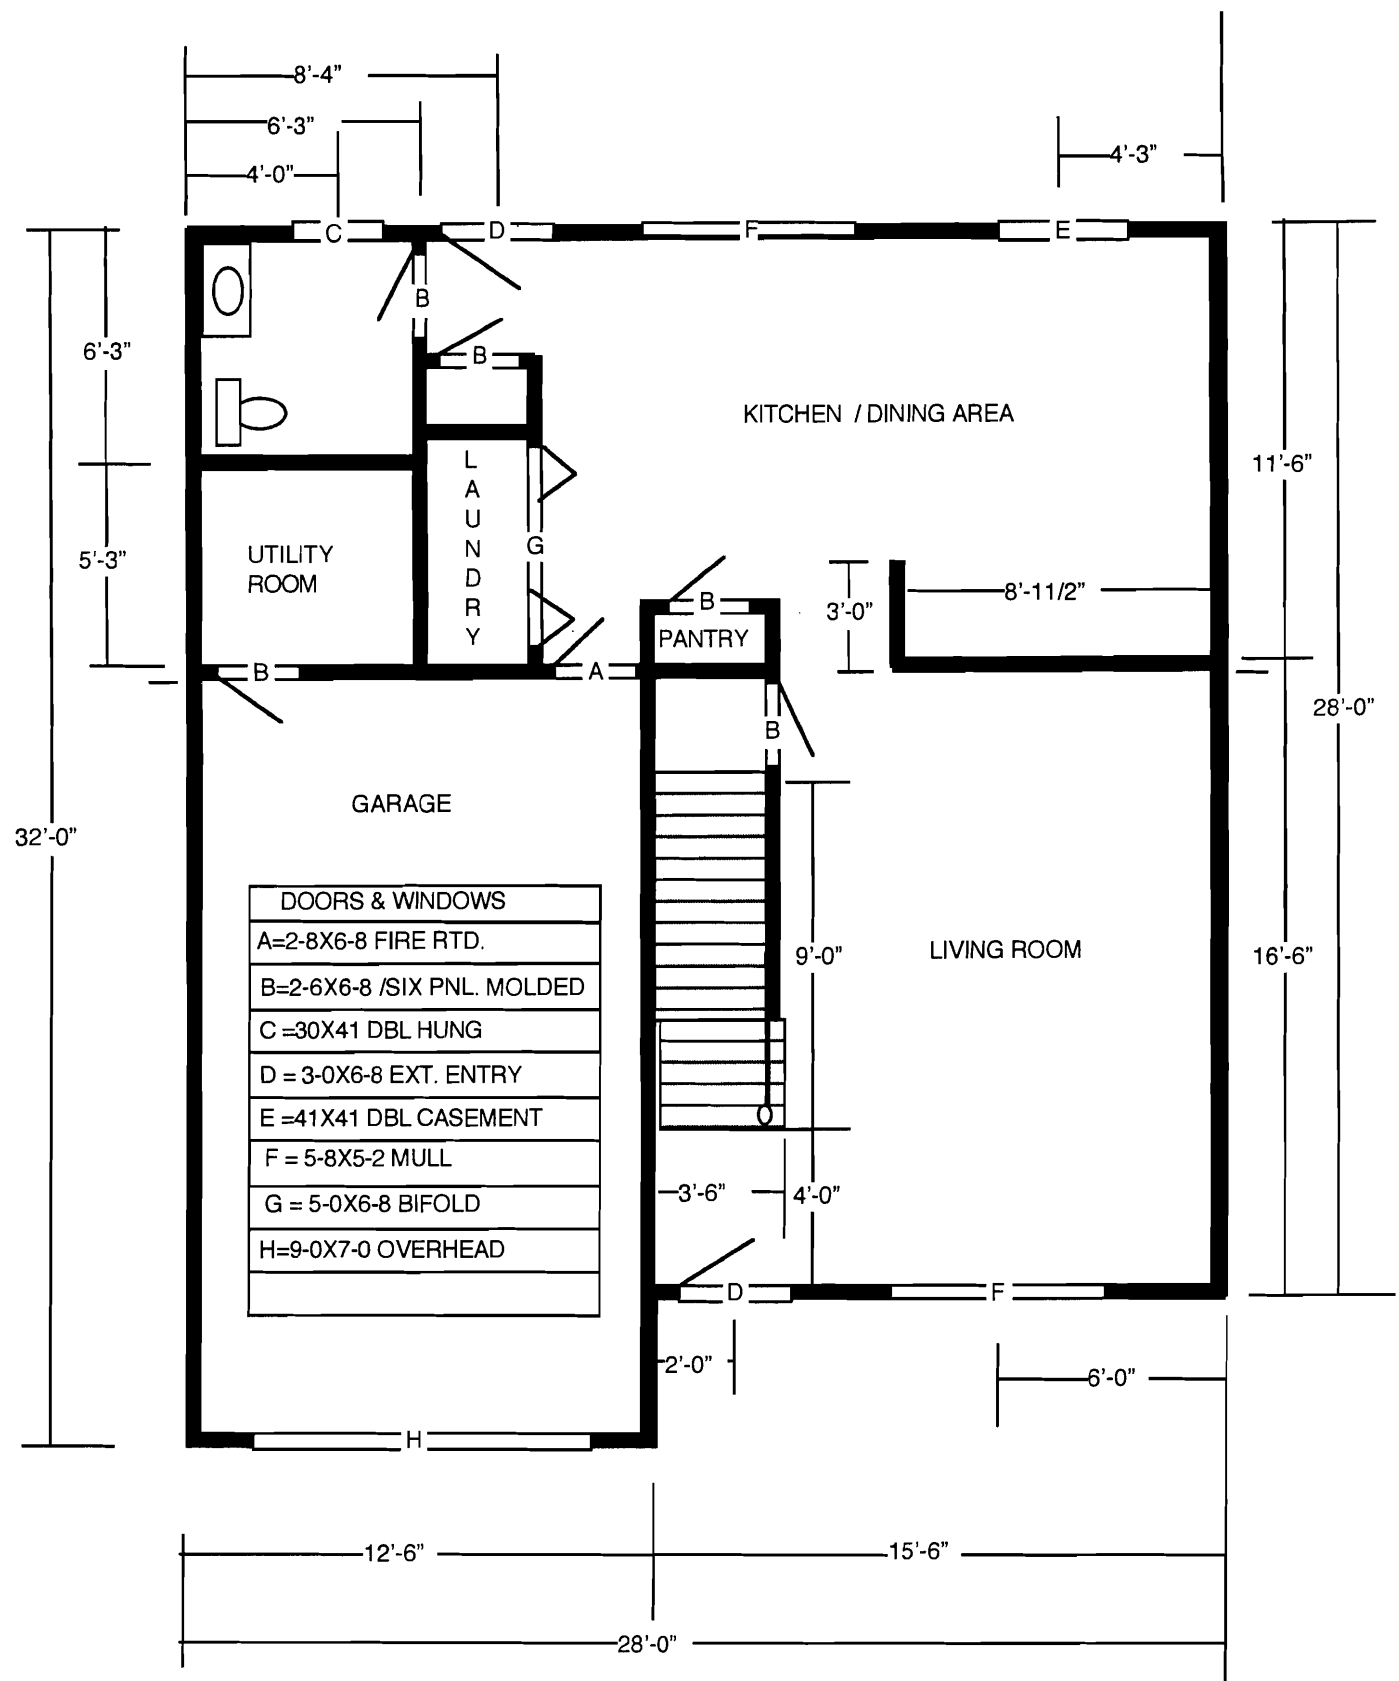 8'-4"
6'-3"
4'-0"
4'-3"
C
D
F
E
B
B
6'-3"
KITCHEN / DINING AREA
11'-6"
LAUNDRY
G
5'-3"
UTILITY
ROOM
8'-11/2"
3'-0"
B
PANTRY
B
A
28'-0"
B
GARAGE
32'-0"
DOORS & WINDOWS
A=2-8X6-8 FIRE RTD.
B=2-6X6-8 /SIX PNL. MOLDED
C =30X41 DBL HUNG
D = 3-0X6-8 EXT. ENTRY
E =41X41 DBL CASEMENT
F = 5-8X5-2 MULL
G = 5-0X6-8 BIFOLD
H=9-0X7-0 OVERHEAD
9'-0"
LIVING ROOM
16'-6"
3'-6"
4'-0"
D
F
2'-0"
6'-0"
H
12'-6"
15'-6"
28'-0"